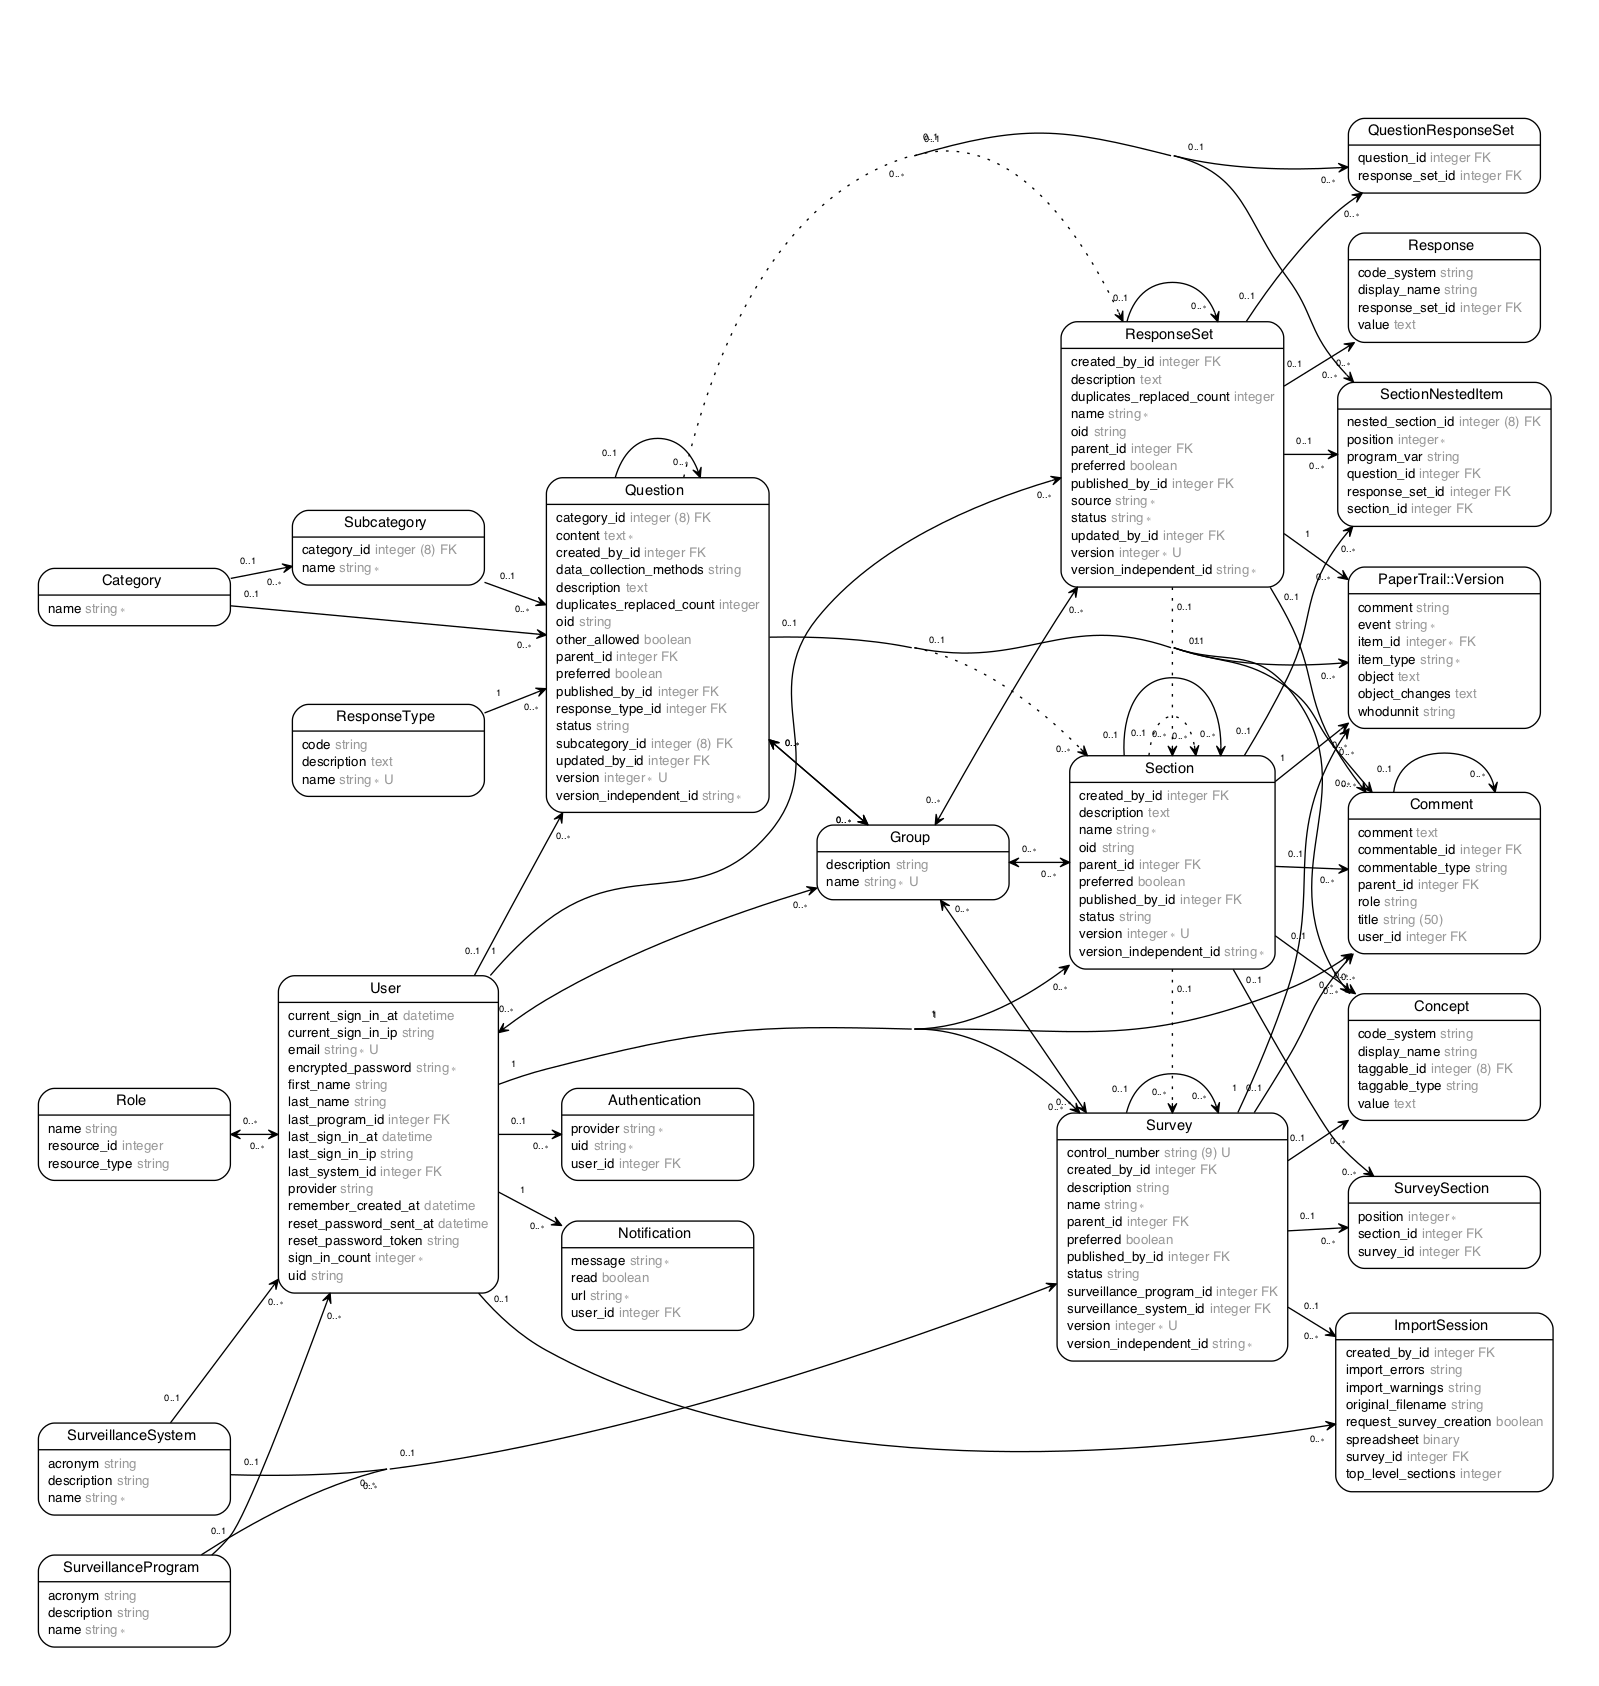 QuestionResponseSet
question_id integer FK
response_set_id integer FK
Response
code_system string
display_name string
response_set_id integer FK
value text
ResponseSet
created_by_id integer FK
description text
duplicates_replaced_count integer
name string *
oid string
parent_id integer FK
preferred boolean
published_by_id integer FK
source string *
status string *
updated_by_id integer FK
version integer * U
version_independent_id string *
SectionNestedItem
nested_section_id integer (8) FK
position integer *
program_var string
question_id integer FK
response_set_id integer FK
section_id integer FK
Question
category_id integer (8) FK
content text *
created_by_id integer FK
data_collection_methods string
description text
duplicates_replaced_count integer
oid string
other_allowed boolean
parent_id integer FK
preferred boolean
published_by_id integer FK
response_type_id integer FK
status string
subcategory_id integer (8) FK
updated_by_id integer FK
version integer * U
version_independent_id string *
Subcategory
category_id integer (8) FK
name string *
Category
name string *
ResponseType
code string
description text
name string * U
PaperTrail::Version
comment string
event string *
item_id integer * FK
item_type string *
object text
object_changes text
whodunnit string
Section
created_by_id integer FK
description text
name string *
oid string
parent_id integer FK
preferred boolean
published_by_id integer FK
status string
version integer * U
version_independent_id string *
Group
description string
name string * U
Comment
comment text
commentable_id integer FK
commentable_type string
parent_id integer FK
role string
title string (50)
user_id integer FK
User
current_sign_in_at datetime
current_sign_in_ip string
email string * U
encrypted_password string *
first_name string
last_name string
last_program_id integer FK
last_sign_in_at datetime
last_sign_in_ip string
last_system_id integer FK
provider string
remember_created_at datetime
reset_password_sent_at datetime
reset_password_token string
sign_in_count integer *
uid string
Concept
code_system string
display_name string
taggable_id integer (8) FK
taggable_type string
value text
Role
name string
resource_id integer
resource_type string
Authentication
provider string *
uid string *
user_id integer FK
Notification
message string *
read boolean
url string *
user_id integer FK
Survey
control_number string (9) U
created_by_id integer FK
description string
name string *
parent_id integer FK
preferred boolean
published_by_id integer FK
status string
surveillance_program_id integer FK
surveillance_system_id integer FK
version integer * U
version_independent_id string *
SurveySection
position integer *
section_id integer FK
survey_id integer FK
ImportSession
created_by_id integer FK
import_errors string
import_warnings string
original_filename string
request_survey_creation boolean
spreadsheet binary
survey_id integer FK
top_level_sections integer
SurveillanceSystem
acronym string
description string
name string *
SurveillanceProgram
acronym string
description string
name string *